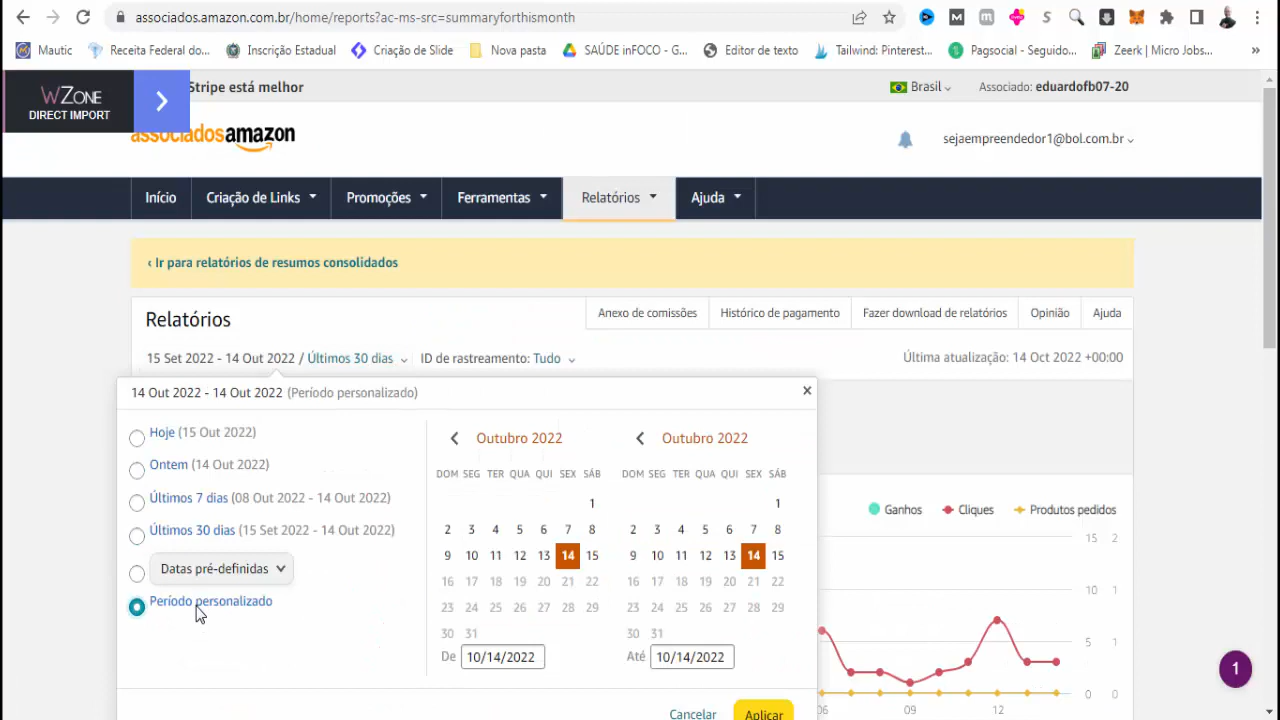 associados.amazon.com.br/home/reports?ac-ms-src=summaryforthismonth
Mautic Receita Federal do... Inscrição Estadual Criação de Slide Nova pasta SAÚDE inFOCO - G... Editor de texto Tailwind: Pinterest... Pagsocial - Seguido... Zeerk | Micro Jobs... »
WZONE
DIRECT IMPORT
Stripe está melhor
Brasil
Associado: eduardofb07-20
associadosamazon
sejaempreendedor1@bol.com.br
Início Criação de Links Promoções Ferramentas Relatórios Ajuda
‹ Ir para relatórios de resumos consolidados
Relatórios
Anexo de comissões Histórico de pagamento Fazer download de relatórios Opinião Ajuda
15 Set 2022 - 14 Out 2022 / Últimos 30 dias ID de rastreamento: Tudo
Última atualização: 14 Oct 2022 +00:00
14 Out 2022 - 14 Out 2022 (Período personalizado)
Hoje (15 Out 2022)
Ontem (14 Out 2022)
Últimos 7 dias (08 Out 2022 - 14 Out 2022)
Últimos 30 dias (15 Set 2022 - 14 Out 2022)
Datas pré-definidas
Período personalizado
Outubro 2022
DOM SEG TER QUA QUI SEX SÁB
1
2 3 4 5 6 7 8
9 10 11 12 13 14 15
16 17 18 19 20 21 22
23 24 25 26 27 28 29
30 31
De 10/14/2022
Outubro 2022
DOM SEG TER QUA QUI SEX SÁB
1
2 3 4 5 6 7 8
9 10 11 12 13 14 15
16 17 18 19 20 21 22
23 24 25 26 27 28 29
30 31
Até 10/14/2022
Cancelar Aplicar
Ganhos Cliques Produtos pedidos
15 2
10 1
5 1
0 0
06 09 12
1